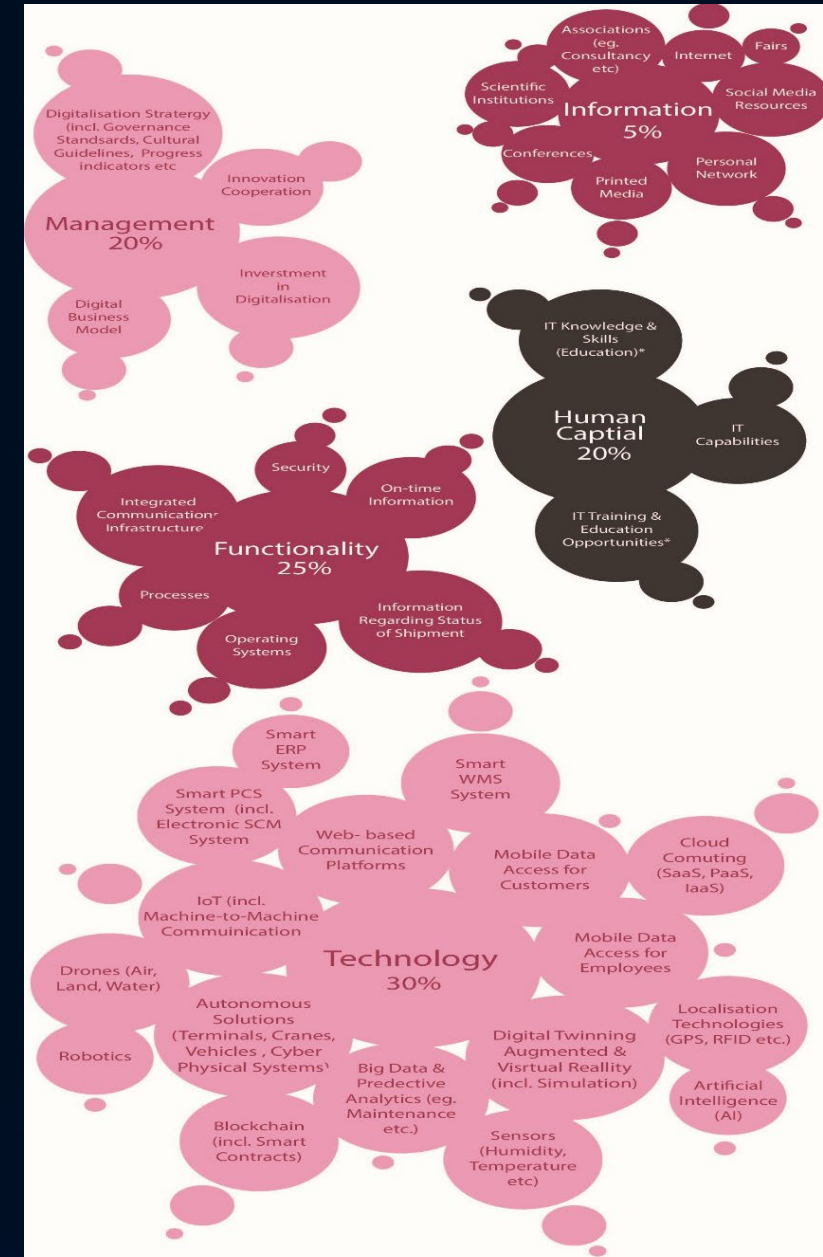 Digitalisation Stratergy
(incl. Governance
Standsards, Cultural
Guidelines, Progress
indicators etc
Innovation
Cooperation
Management
20%
Inverstment
in
Digitalisation
Digital
Business
Model
Associations
(eg.
Consultancy
etc)
Internet
Fairs
Scientific
Institutions
Information
5%
Social Media
Resources
Conferences
Printed
Media
Personal
Network
IT Knowledge &
Skills
(Education)*
Human
Captial
20%
IT
Capabilities
IT Training &
Education
Opportunities*
Security
On-time
Information
Integrated
Communications
Infrastructure
Functionality
25%
Processes
Information
Regarding Status
of Shipment
Operating
Systems
Smart
ERP
System
Smart
WMS
System
Smart PCS
System (incl.
Electronic SCM
System
Web- based
Communication
Platforms
Mobile Data
Access for
Customers
Cloud
Comuting
(SaaS, PaaS,
IaaS)
IoT (incl.
Machine-to-Machine
Commuinication
Mobile Data
Access for
Employees
Technology
30%
Drones (Air,
Land, Water)
Autonomous
Solutions
(Terminals, Cranes,
Vehicles , Cyber
Physical Systems)
Localisation
Technologies
(GPS, RFID etc.)
Robotics
Digital Twinning
Augmented &
Visrtual Reallity
(incl. Simulation)
Big Data &
Predective
Analytics (eg.
Maintenance
etc.)
Artificial
Intelligence
(AI)
Blockchain
(incl. Smart
Contracts)
Sensors
(Humidity,
Temperature
etc)